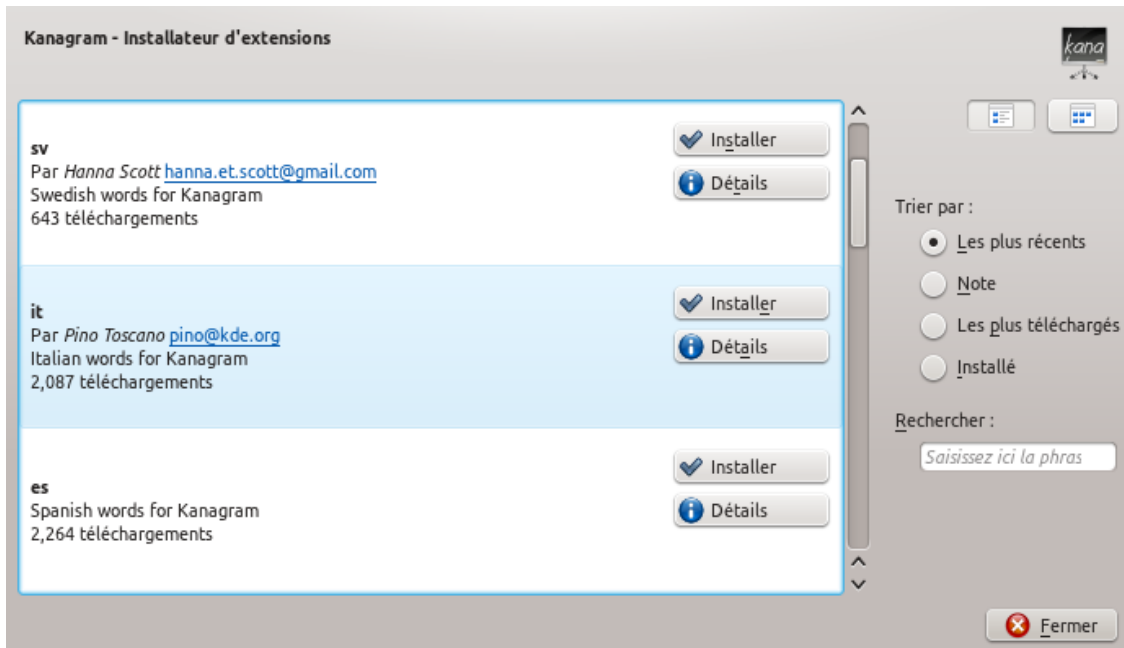 Kanagram - Installateur d'extensions
kana
sv
Par Hanna Scott hanna.et.scott@gmail.com
Swedish words for Kanagram
643 téléchargements
Installer
Détails
it
Par Pino Toscano pino@kde.org
Italian words for Kanagram
2,087 téléchargements
Installer
Détails
es
Spanish words for Kanagram
2,264 téléchargements
Installer
Détails
Trier par :
Les plus récents
Note
Les plus téléchargés
Installé
Rechercher :
Saisissez ici la phras
Fermer